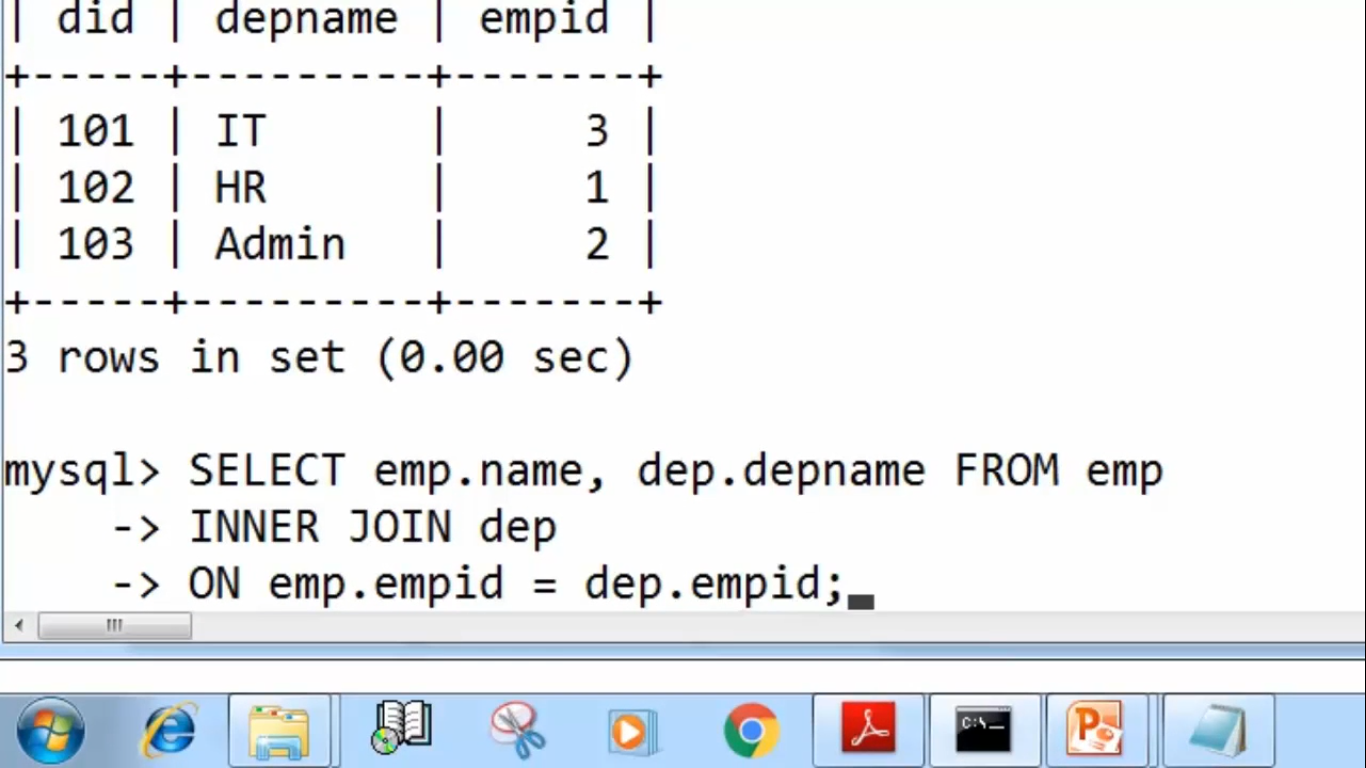 | did | depname | empid |
+-----+---------+-------+
| 101 | IT      |     3 |
| 102 | HR      |     1 |
| 103 | Admin   |     2 |
+-----+---------+-------+
3 rows in set (0.00 sec)
mysql> SELECT emp.name, dep.depname FROM emp
    -> INNER JOIN dep
    -> ON emp.empid = dep.empid;
C:\